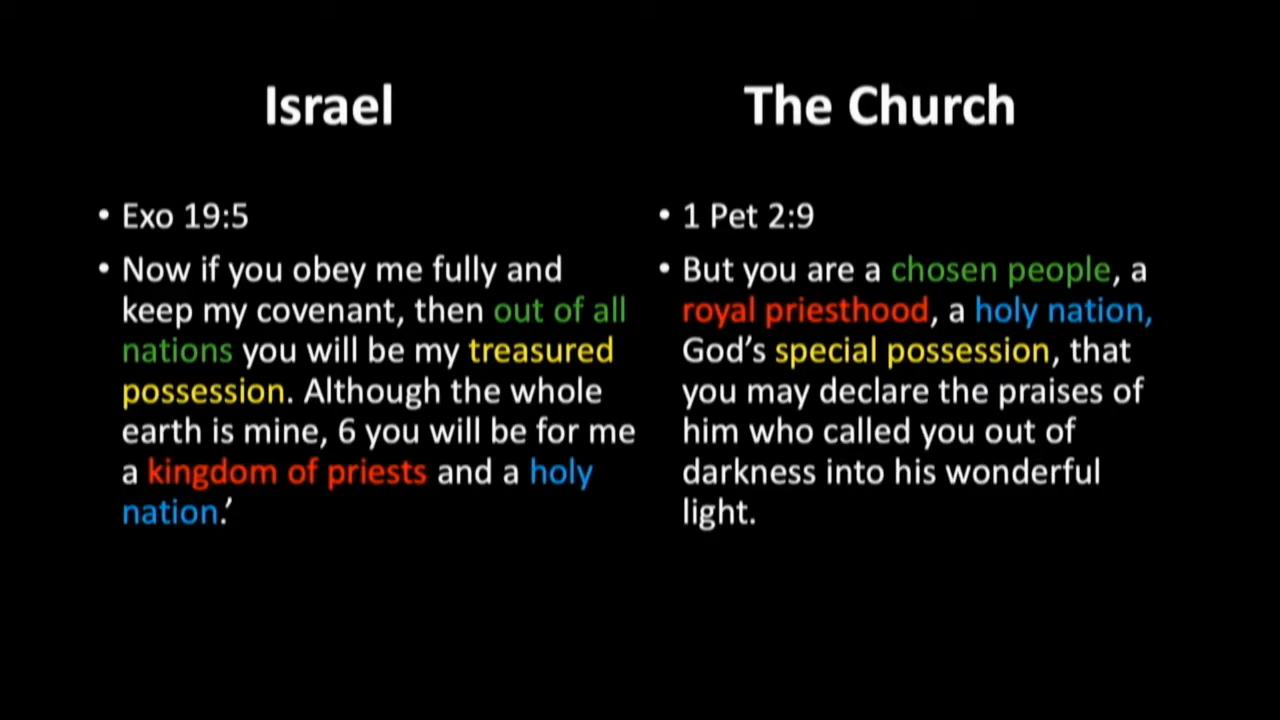 Israel
• Exo 19:5
• Now if you obey me fully and
keep my covenant, then out of all
nations you will be my treasured
possession. Although the whole
earth is mine, 6 you will be for me
a kingdom of priests and a holy
nation.’
The Church
• 1 Pet 2:9
• But you are a chosen people, a
royal priesthood, a holy nation,
God’s special possession, that
you may declare the praises of
him who called you out of
darkness into his wonderful
light.